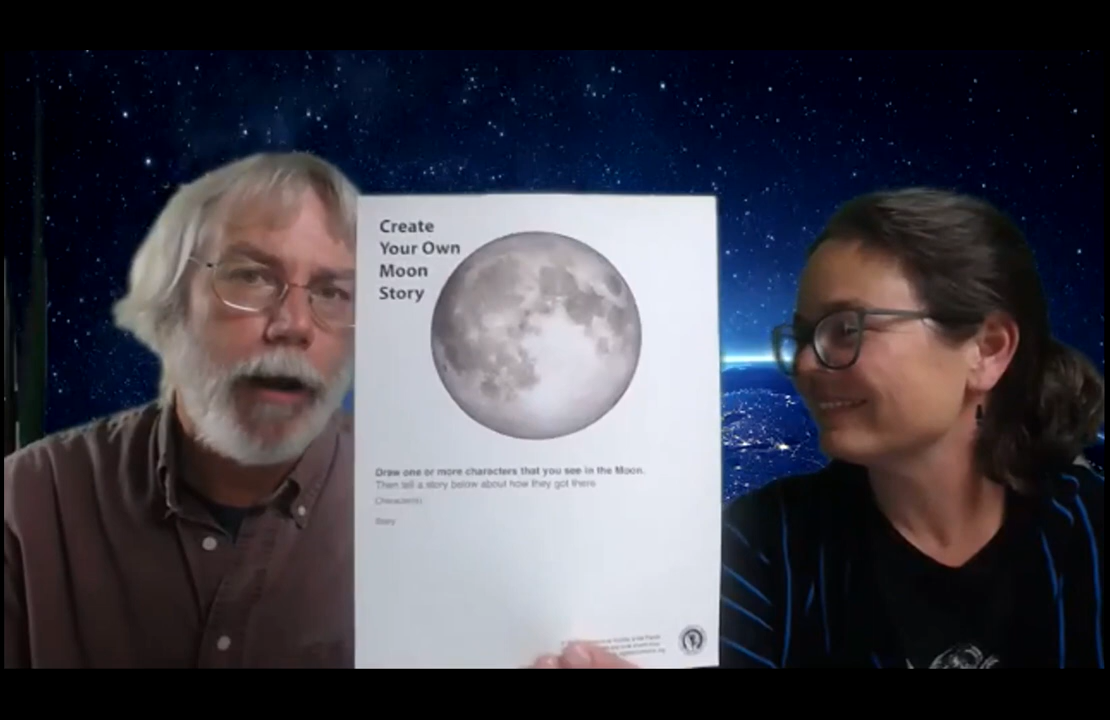 Create
Your Own
Moon
Story
Draw one or more characters that you see in the Moon.
Then tell a story below about how they got there
Character(s)
Story